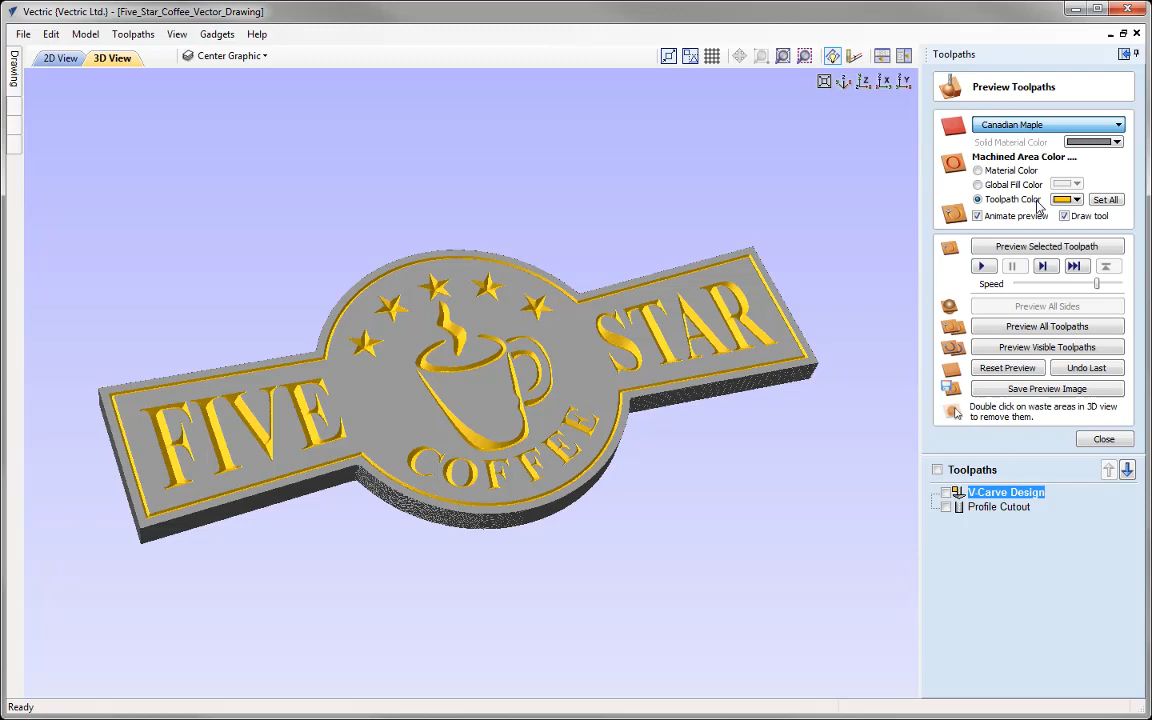 Vectric {Vectric Ltd.} - [Five_Star_Coffee_Vector_Drawing]
File Edit Model Toolpaths View Gadgets Help
Drawing
2D View 3D View Center Graphic
Toolpaths
Z X Y
Preview Toolpaths
Canadian Maple
Solid Material Color
Machined Area Color ....
Material Color
Global Fill Color
Toolpath Color Set All
Animate preview Draw tool
Preview Selected Toolpath
Speed
Preview All Sides
Preview All Toolpaths
Preview Visible Toolpaths
Reset Preview Undo Last
Save Preview Image
Double click on waste areas in 3D view
to remove them.
Close
Toolpaths
V-Carve Design
Profile Cutout
FIVE STAR
COFFEE
Ready